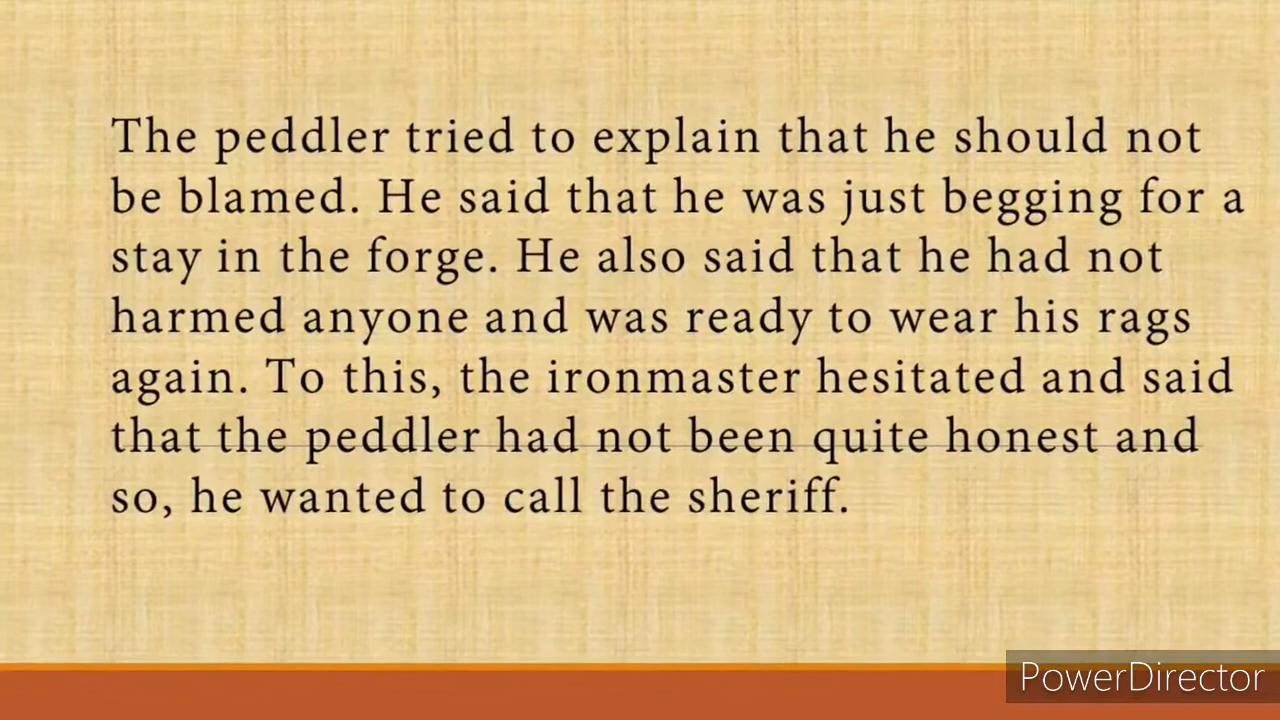 The peddler tried to explain that he should not
be blamed. He said that he was just begging for a
stay in the forge. He also said that he had not
harmed anyone and was ready to wear his rags
again. To this, the ironmaster hesitated and said
that the peddler had not been quite honest and
so, he wanted to call the sheriff.
PowerDirector